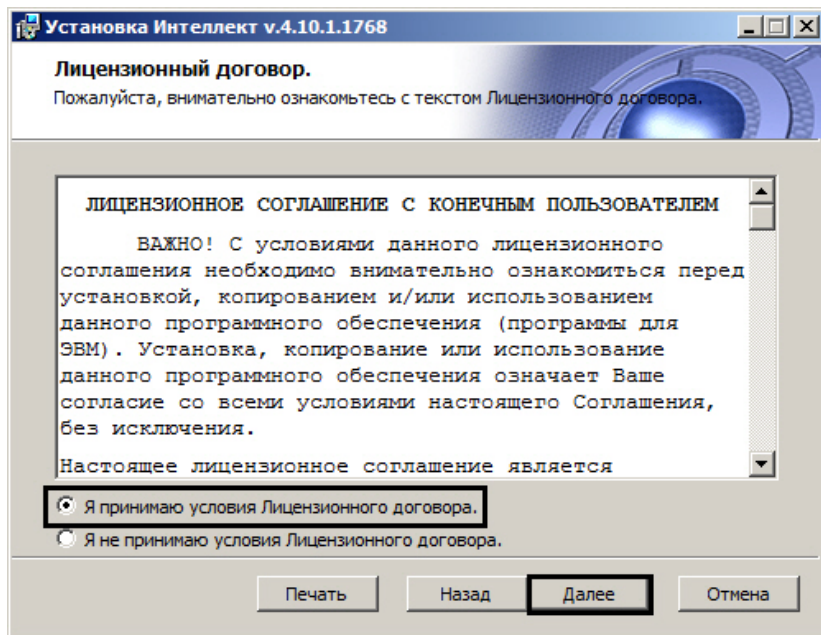 Установка Интеллект v.4.10.1.1768
Лицензионный договор.
Пожалуйста, внимательно ознакомьтесь с текстом Лицензионного договора.
ЛИЦЕНЗИОННОЕ СОГЛАШЕНИЕ С КОНЕЧНЫМ ПОЛЬЗОВАТЕЛЕМ
ВАЖНО! С условиями данного лицензионного
соглашения необходимо внимательно ознакомиться перед
установкой, копированием и/или использованием
данного программного обеспечения (программы для
ЭВМ). Установка, копирование или использование
данного программного обеспечения означает Ваше
согласие со всеми условиями настоящего Соглашения,
без исключения.
Настоящее лицензионное соглашение является
Я принимаю условия Лицензионного договора.
Я не принимаю условия Лицензионного договора.
Печать Назад Далее Отмена